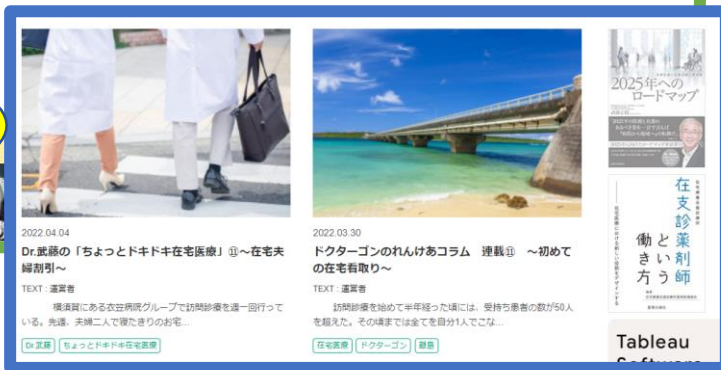 2022.04.04
Dr.武藤の「ちょっとドキドキ在宅医療」⑪～在宅夫
婦割引～
TEXT : 運営者
横須賀にある衣笠病院グループで訪問診療を週一回行って
いる。先週、夫婦二人で寝たきりのお宅...
Dr.武藤
ちょっとドキドキ在宅医療
2022.03.30
ドクターゴンのれんけあコラム 連載⑪ ～初めて
の在宅看取り～
TEXT : 運営者
訪問診療を始めて半年経った頃には、受持ち患者の数が50人
を超えた。その頃までは全てを自分1人でこな...
在宅医療
ドクターゴン
離島
2025年への
ロードマップ
在支診薬剤師
という
働き方
Tableau
Software